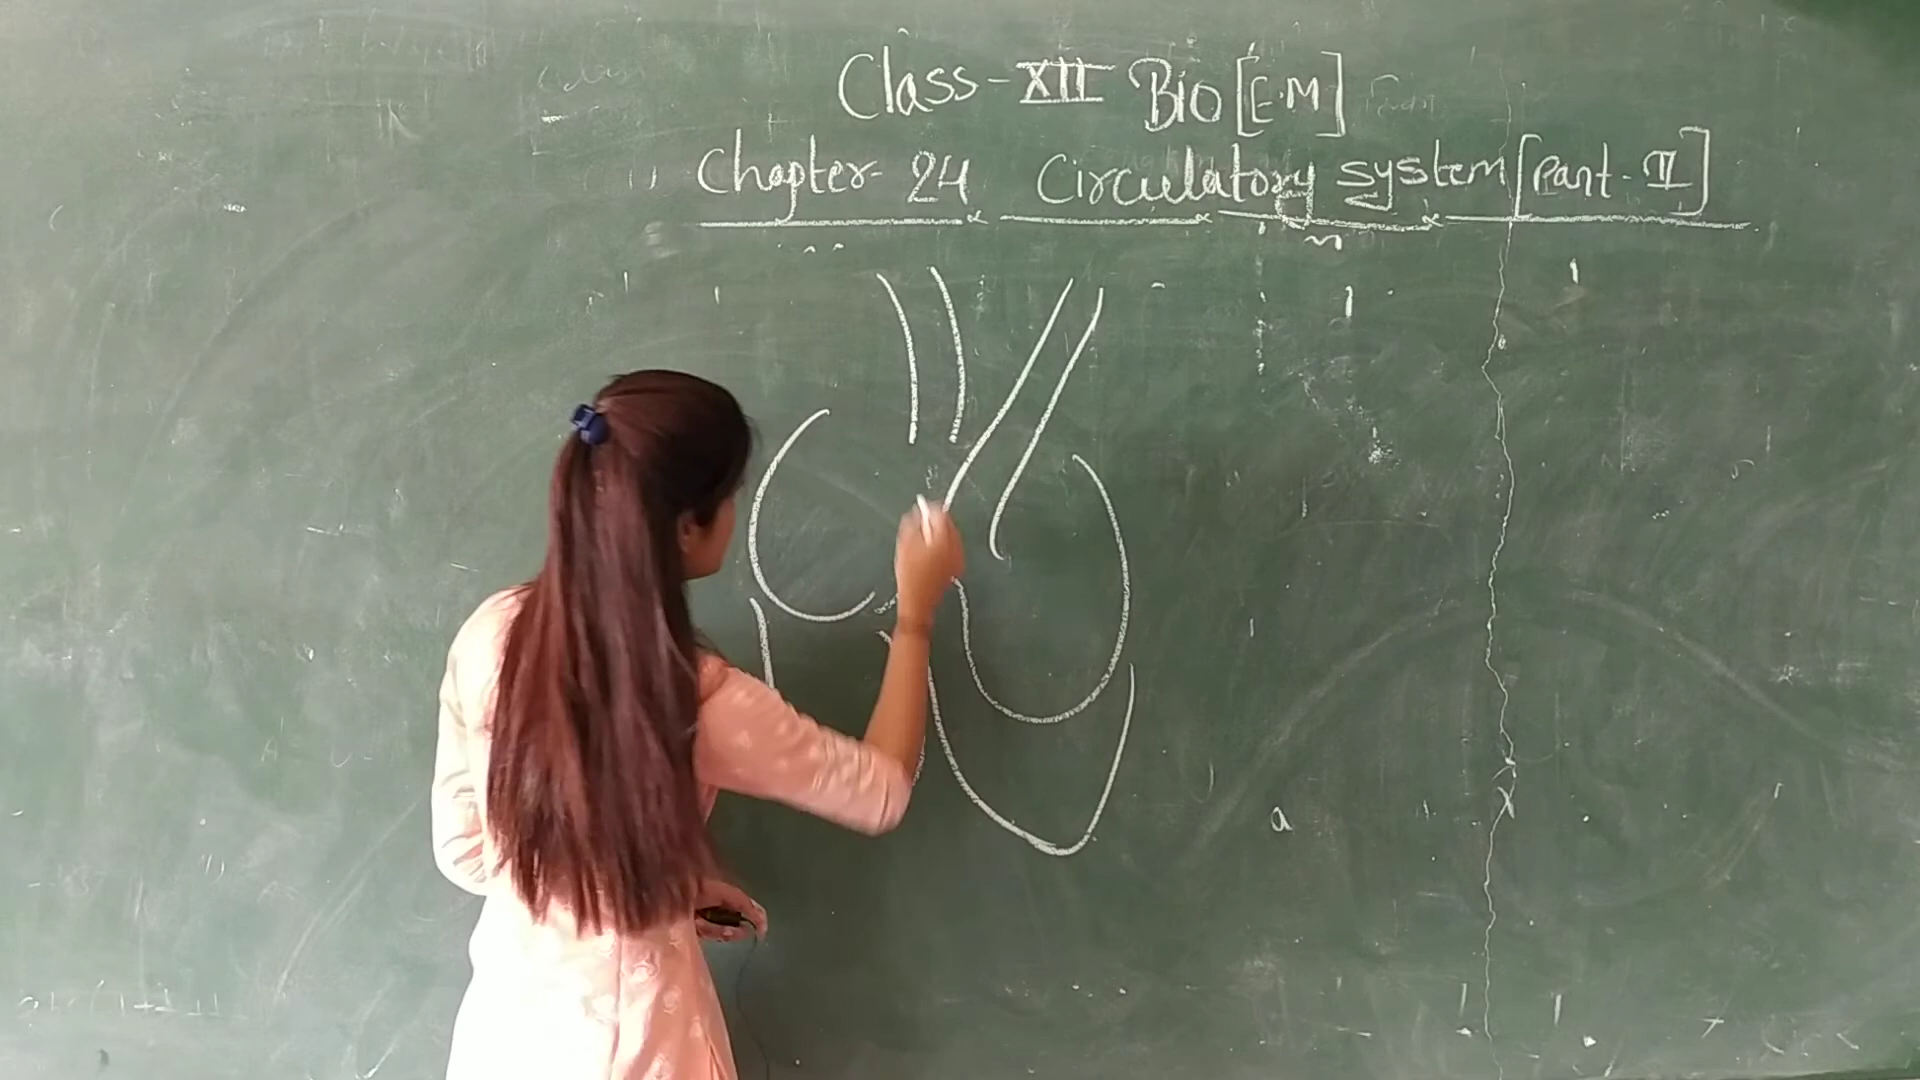 Class-XII Bio[E.M]
Chapter-24 Circulatory system[Part-II]
a